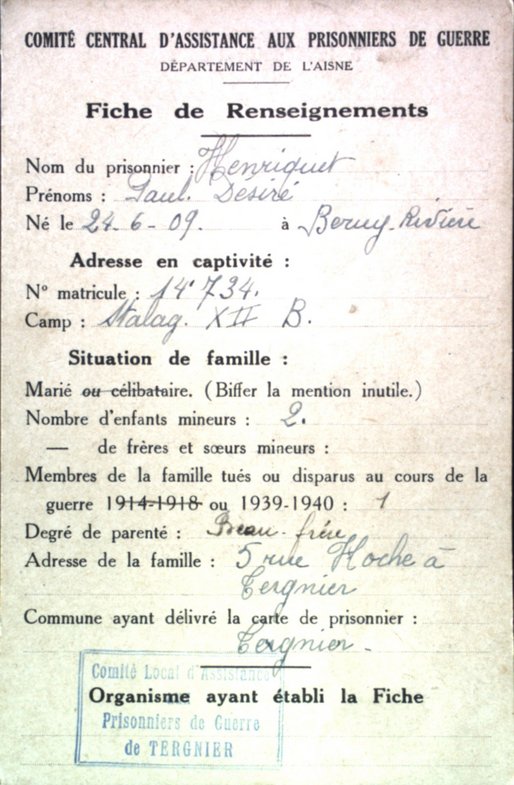 COMITÉ CENTRAL D'ASSISTANCE AUX PRISONNIERS DE GUERRE
DÉPARTEMENT DE L'AISNE
Fiche de Renseignements
Nom du prisonnier : Henriquet
Prénoms : Paul. Desiré
Né le 24-6-09. à Berny-Rivière
Adresse en captivité :
N° matricule : 14.734.
Camp : Stalag. XII B.
Situation de famille :
Marié ou célibataire. (Biffer la mention inutile.)
Nombre d'enfants mineurs : 2.
— de frères et sœurs mineurs :
Membres de la famille tués ou disparus au cours de la
guerre 1914-1918 ou 1939-1940 : 1
Degré de parenté : Beau-frère
Adresse de la famille : 5 rue Hoche à
Tergnier
Commune ayant délivré la carte de prisonnier :
Tergnier-
Comité Local d'Assistance
Organisme ayant établi la Fiche
Prisonniers de Guerre
de TERGNIER